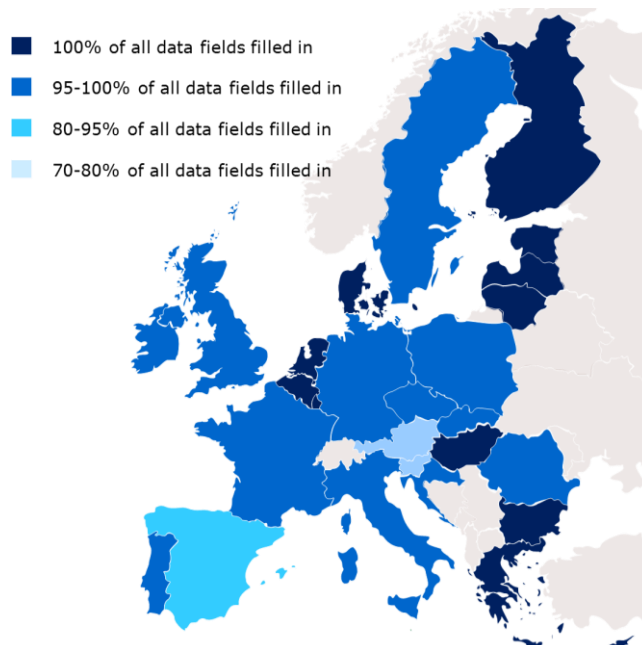 100% of all data fields filled in
95-100% of all data fields filled in
80-95% of all data fields filled in
70-80% of all data fields filled in